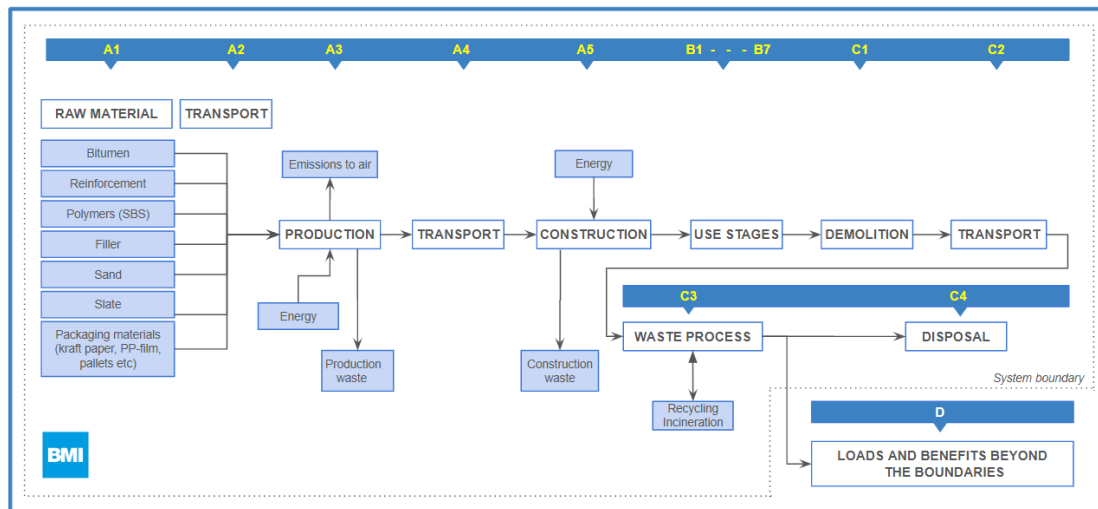 A1
A2
A3
A4
A5
B1 - - - B7
C1
C2
RAW MATERIAL
TRANSPORT
Bitumen
Reinforcement
Polymers (SBS)
Filler
Sand
Slate
Packaging materials
(kraft paper, PP-film,
pallets etc)
Emissions to air
PRODUCTION
Energy
Production
waste
TRANSPORT
Energy
CONSTRUCTION
Construction
waste
USE STAGES
DEMOLITION
TRANSPORT
C3
C4
WASTE PROCESS
DISPOSAL
Recycling
Incineration
System boundary
D
LOADS AND BENEFITS BEYOND
THE BOUNDARIES
BMI